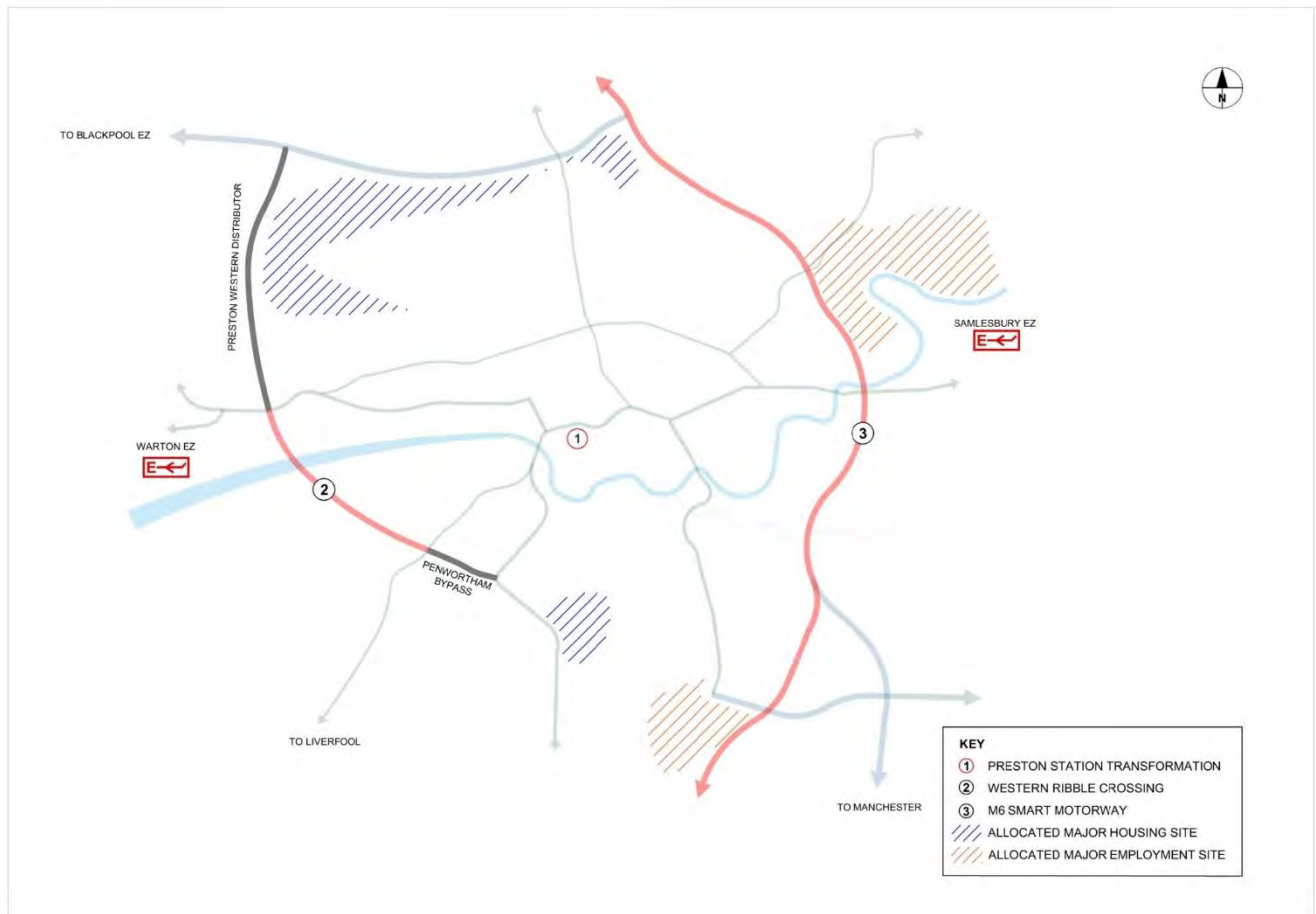 N
TO BLACKPOOL EZ
PRESTON WESTERN DISTRIBUTOR
SAMLESBURY EZ
E
1
3
WARTON EZ
E
2
PENWORTHAM
BYPASS
TO LIVERFOOL
TO MANCHESTER
KEY
1 PRESTON STATION TRANSFORMATION
2 WESTERN RIBBLE CROSSING
3 M6 SMART MOTORWAY
ALLOCATED MAJOR HOUSING SITE
ALLOCATED MAJOR EMPLOYMENT SITE